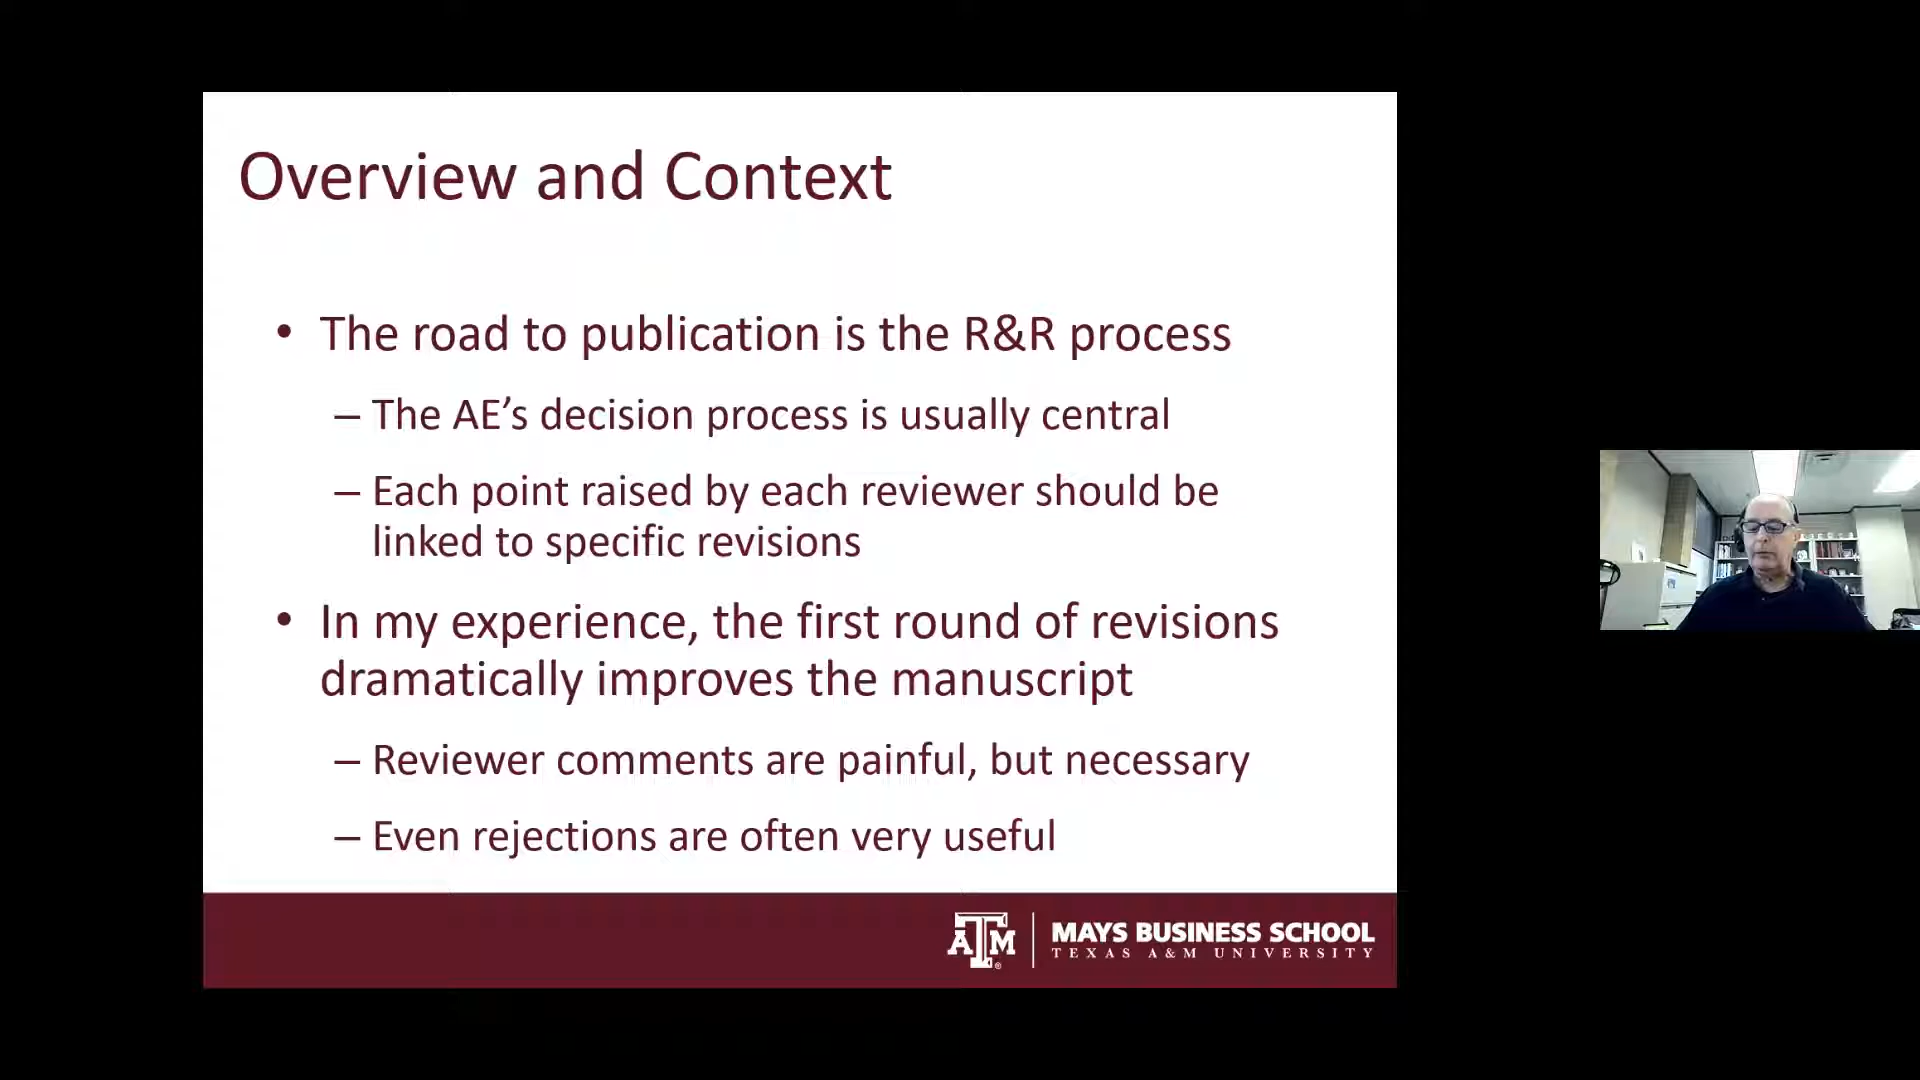 Overview and Context
• The road to publication is the R&R process
– The AE’s decision process is usually central
– Each point raised by each reviewer should be
linked to specific revisions
• In my experience, the first round of revisions
dramatically improves the manuscript
– Reviewer comments are painful, but necessary
– Even rejections are often very useful
ATM® | MAYS BUSINESS SCHOOL
TEXAS A&M UNIVERSITY